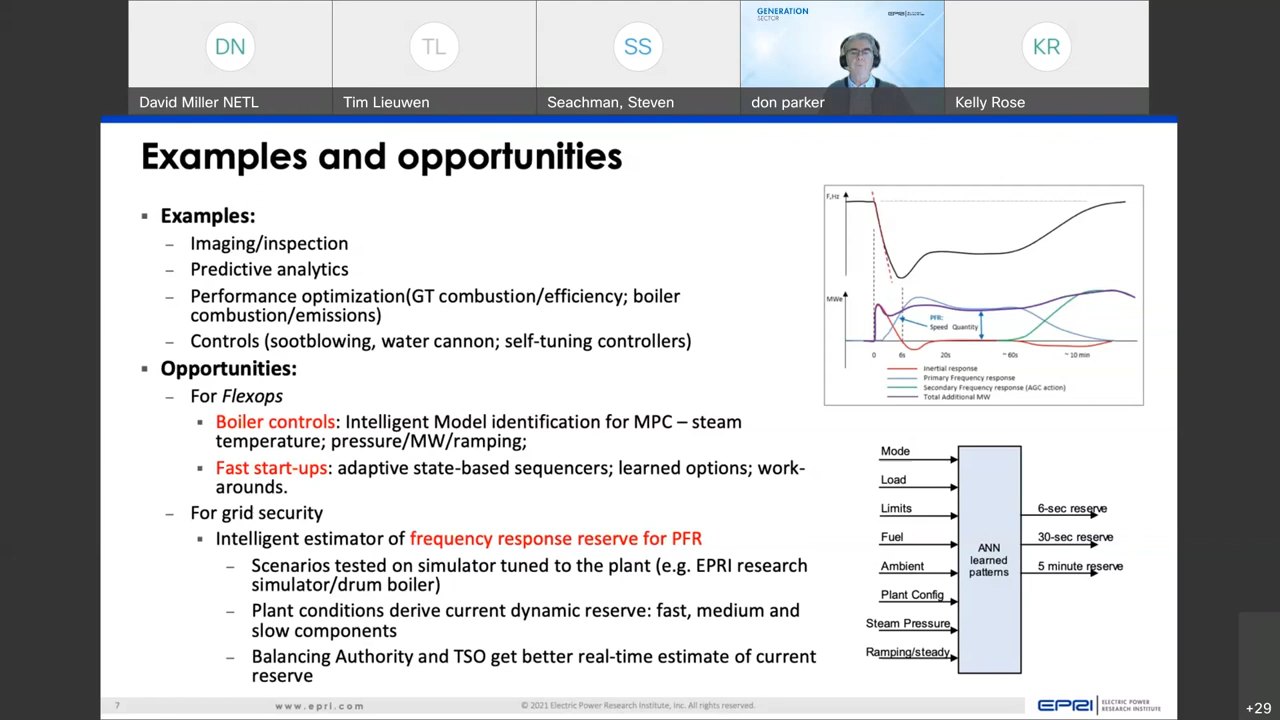 GENERATION
SECTOR
EPRI
DN
TL
SS
KR
David Miller NETL
Tim Lieuwen
Seachman, Steven
don parker
Kelly Rose
Examples and opportunities
▪ Examples:
– Imaging/inspection
– Predictive analytics
– Performance optimization(GT combustion/efficiency; boiler
combustion/emissions)
– Controls (sootblowing, water cannon; self-tuning controllers)
▪ Opportunities:
– For Flexops
▪ Boiler controls: Intelligent Model identification for MPC – steam
temperature; pressure/MW/ramping;
▪ Fast start-ups: adaptive state-based sequencers; learned options; work-
arounds.
– For grid security
▪ Intelligent estimator of frequency response reserve for PFR
– Scenarios tested on simulator tuned to the plant (e.g. EPRI research
simulator/drum boiler)
– Plant conditions derive current dynamic reserve: fast, medium and
slow components
– Balancing Authority and TSO get better real-time estimate of current
reserve
F,Hz
MWe
PFR:
Speed Quantity
0 6s 20s ~ 60s ~ 10 min
Inertial response
Primary Frequency response
Secondary Frequency response (AGC action)
Total Additional MW
Mode
Load
Limits
Fuel
Ambient
Plant Config
Steam Pressure
Ramping/steady
ANN
learned
patterns
6-sec reserve
30-sec reserve
5 minute reserve
7
www.epri.com
© 2021 Electric Power Research Institute, Inc. All rights reserved.
EPRI
ELECTRIC POWER
RESEARCH INSTITUTE
+29